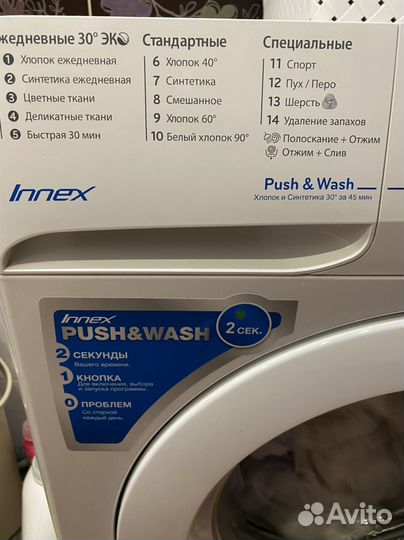 жедневные 30° ЭК
1 Хлопок ежедневная
2 Синтетика ежедневная
3 Цветные ткани
4 Деликатные ткани
5 Быстрая 30 мин
Стандартные
6 Хлопок 40°
7 Синтетика
8 Смешанное
9 Хлопок 60°
10 Белый хлопок 90°
Специальные
11 Спорт
12 Пух / Перо
13 Шерсть
14 Удаление запахов
Полоскание + Отжим
Отжим + Слив
Innex
Push & Wash
Хлопок и Синтетика 30° за 45 мин
Innex
PUSH&WASH
2 СЕК.
2 СЕКУНДЫ
Вашего времени.
1 КНОПКА
Для включения, выбора
и запуска программы.
0 ПРОБЛЕМ
Со стиркой
каждый день.
Avito